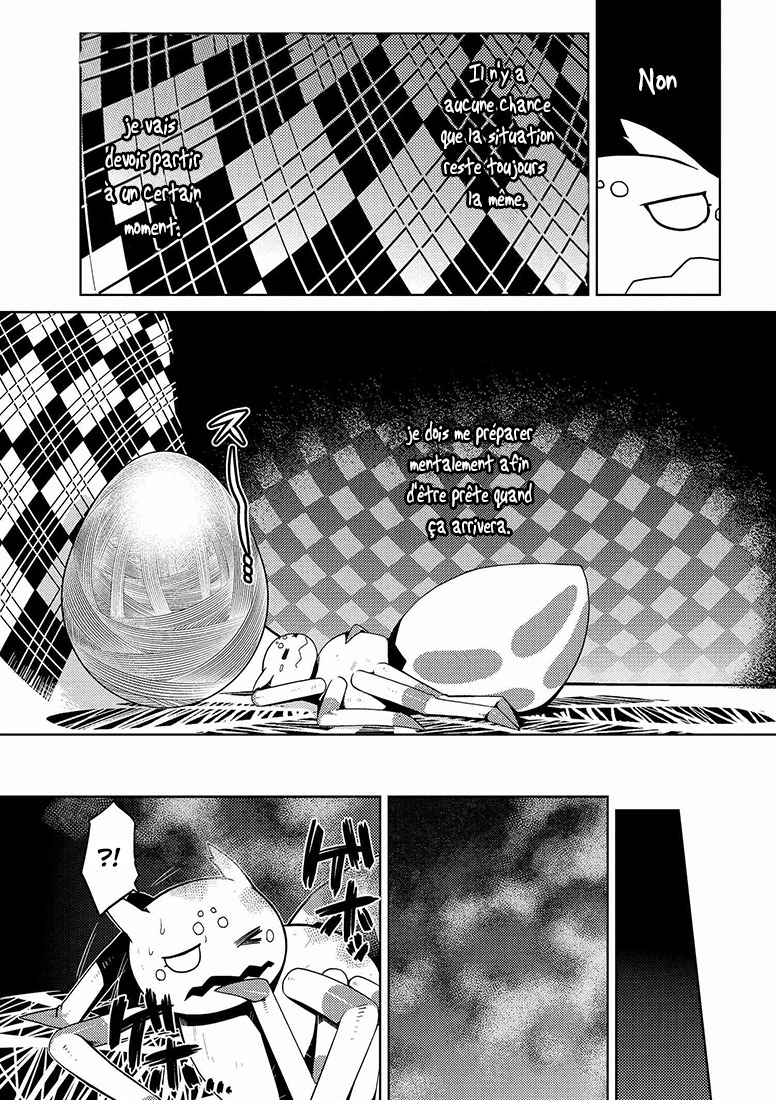 Non
Il n'y a
aucune chance
que la situation
reste toujours
la même.
je vais
devoir partir
à un certain
moment.
je dois me préparer
mentalement afin
d'être prête quand
ça arrivera.
スー…
?!
ゲホ
ゲホッ